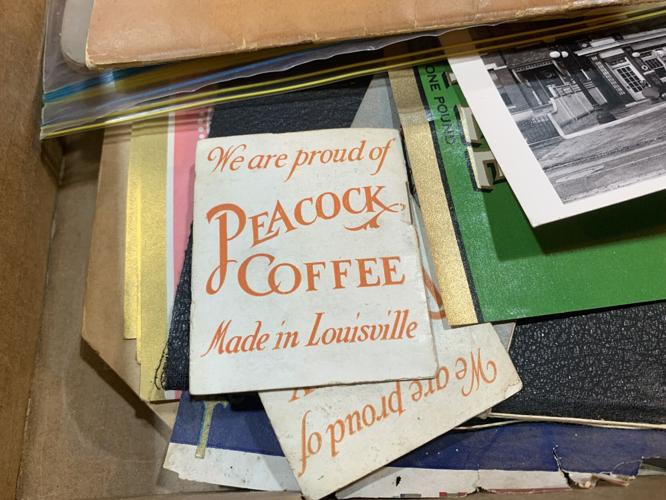 We are proud of
PEACOCK
COFFEE
Made in Louisville
We are proud of
ONE POUND